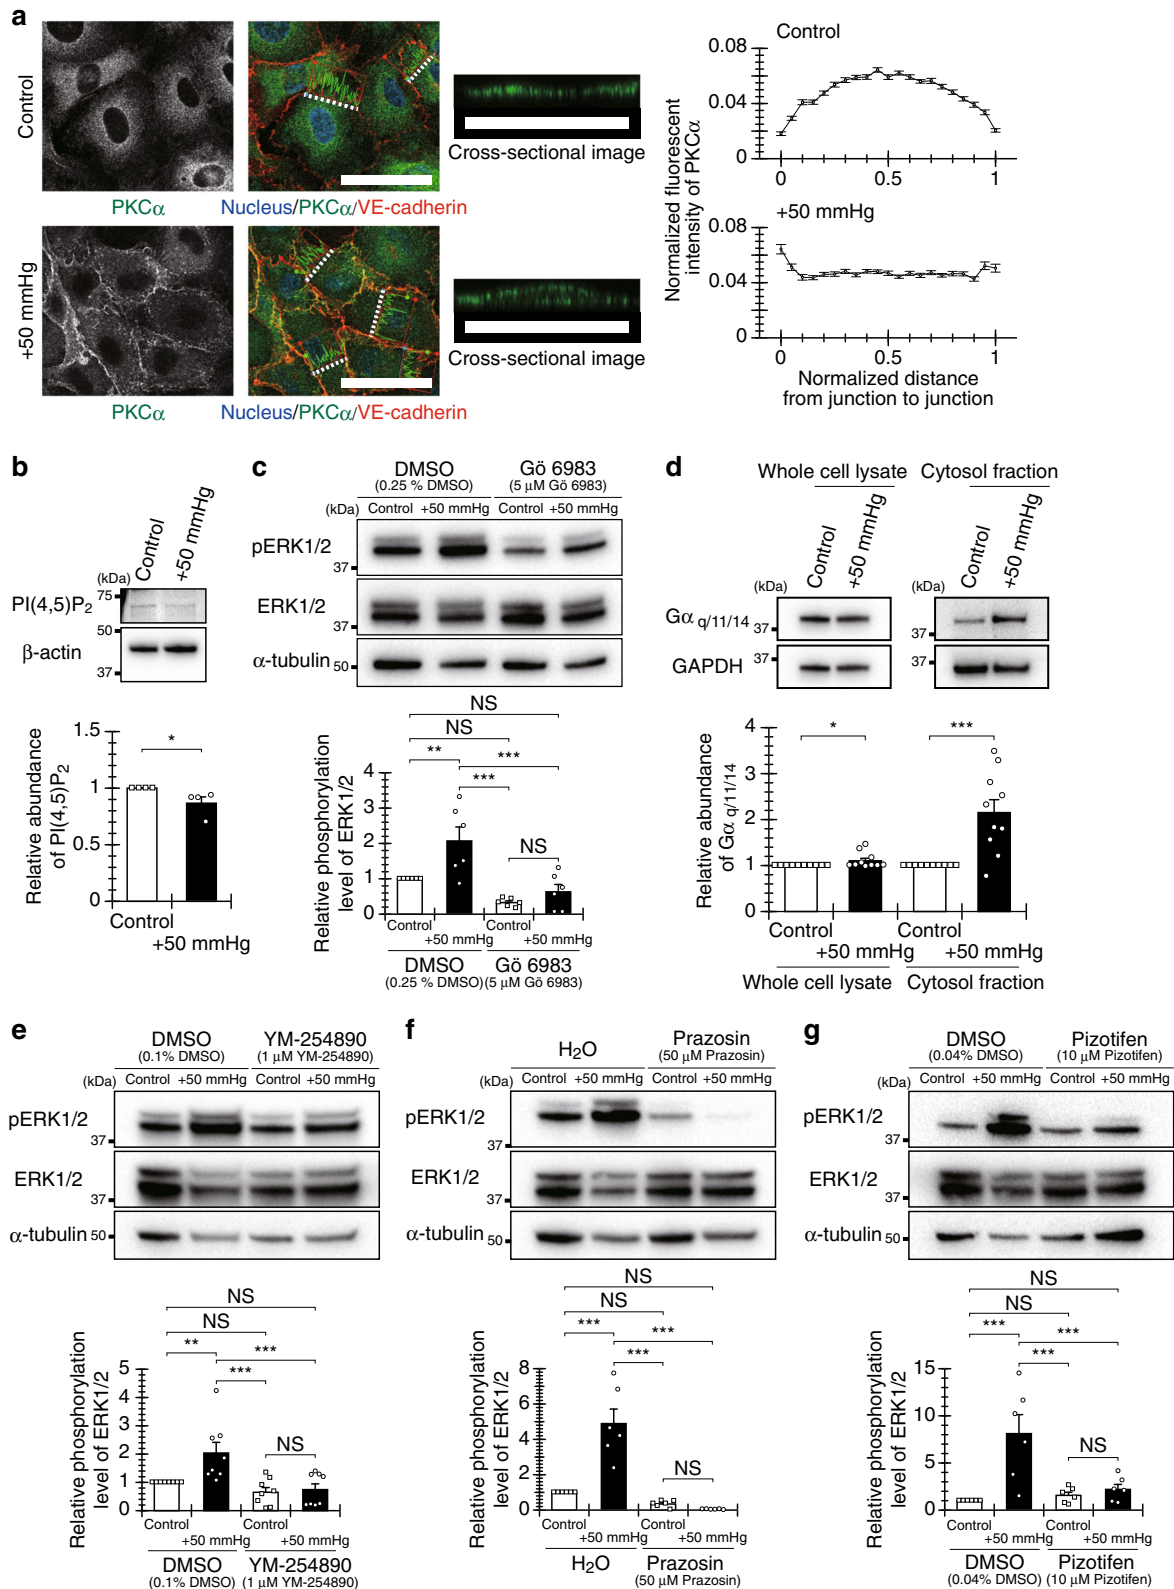 a
Control
PKCα
Nucleus/PKCα/VE-cadherin
Cross-sectional image
+50 mmHg
PKCα
Nucleus/PKCα/VE-cadherin
Cross-sectional image
Normalized fluorescent
intensity of PKCα
Control
0.08
0.04
0
0 0.5 1
+50 mmHg
0.08
0.04
0
0 0.5 1
Normalized distance
from junction to junction
b
Control
+50 mmHg
(kDa)
75
PI(4,5)P2
50
β-actin
37
Relative abundance
of PI(4,5)P2
1.5
1
0.5
0
*
Control
+50 mmHg
c
DMSO Gö 6983
(0.25 % DMSO) (5 μM Gö 6983)
(kDa) Control +50 mmHg Control +50 mmHg
pERK1/2
37
ERK1/2
37
α-tubulin 50
NS
NS
** ***
***
NS
Relative phosphorylation
level of ERK1/2
4
3
2
1
0
Control Control
+50 mmHg +50 mmHg
DMSO Gö 6983
(0.25 % DMSO) (5 μM Gö 6983)
d
Whole cell lysate Cytosol fraction
Control +50 mmHg Control +50 mmHg
(kDa)
Gα q/11/14
37 37
GAPDH
37 37
* ***
Relative abundance
of Gα q/11/14
4
3
2
1
0
Control Control
+50 mmHg +50 mmHg
Whole cell lysate Cytosol fraction
e
DMSO YM-254890
(0.1% DMSO) (1 μM YM-254890)
(kDa) Control +50 mmHg Control +50 mmHg
pERK1/2
37
ERK1/2
37
α-tubulin 50
NS
NS
** ***
***
NS
Relative phosphorylation
level of ERK1/2
5
4
3
2
1
0
Control Control
+50 mmHg +50 mmHg
DMSO YM-254890
(0.1% DMSO) (1 μM YM-254890)
f
H2O Prazosin
(50 μM Prazosin)
(kDa) Control +50 mmHg Control +50 mmHg
pERK1/2
37
ERK1/2
37
α-tubulin 50
NS
NS
*** ***
***
NS
Relative phosphorylation
level of ERK1/2
8
6
4
2
0
Control Control
+50 mmHg +50 mmHg
H2O Prazosin
(50 μM Prazosin)
g
DMSO Pizotifen
(0.04% DMSO) (10 μM Pizotifen)
(kDa) Control +50 mmHg Control +50 mmHg
pERK1/2
37
ERK1/2
37
α-tubulin 50
NS
NS
*** ***
***
NS
Relative phosphorylation
level of ERK1/2
15
10
5
0
Control Control
+50 mmHg +50 mmHg
DMSO Pizotifen
(0.04% DMSO) (10 μM Pizotifen)